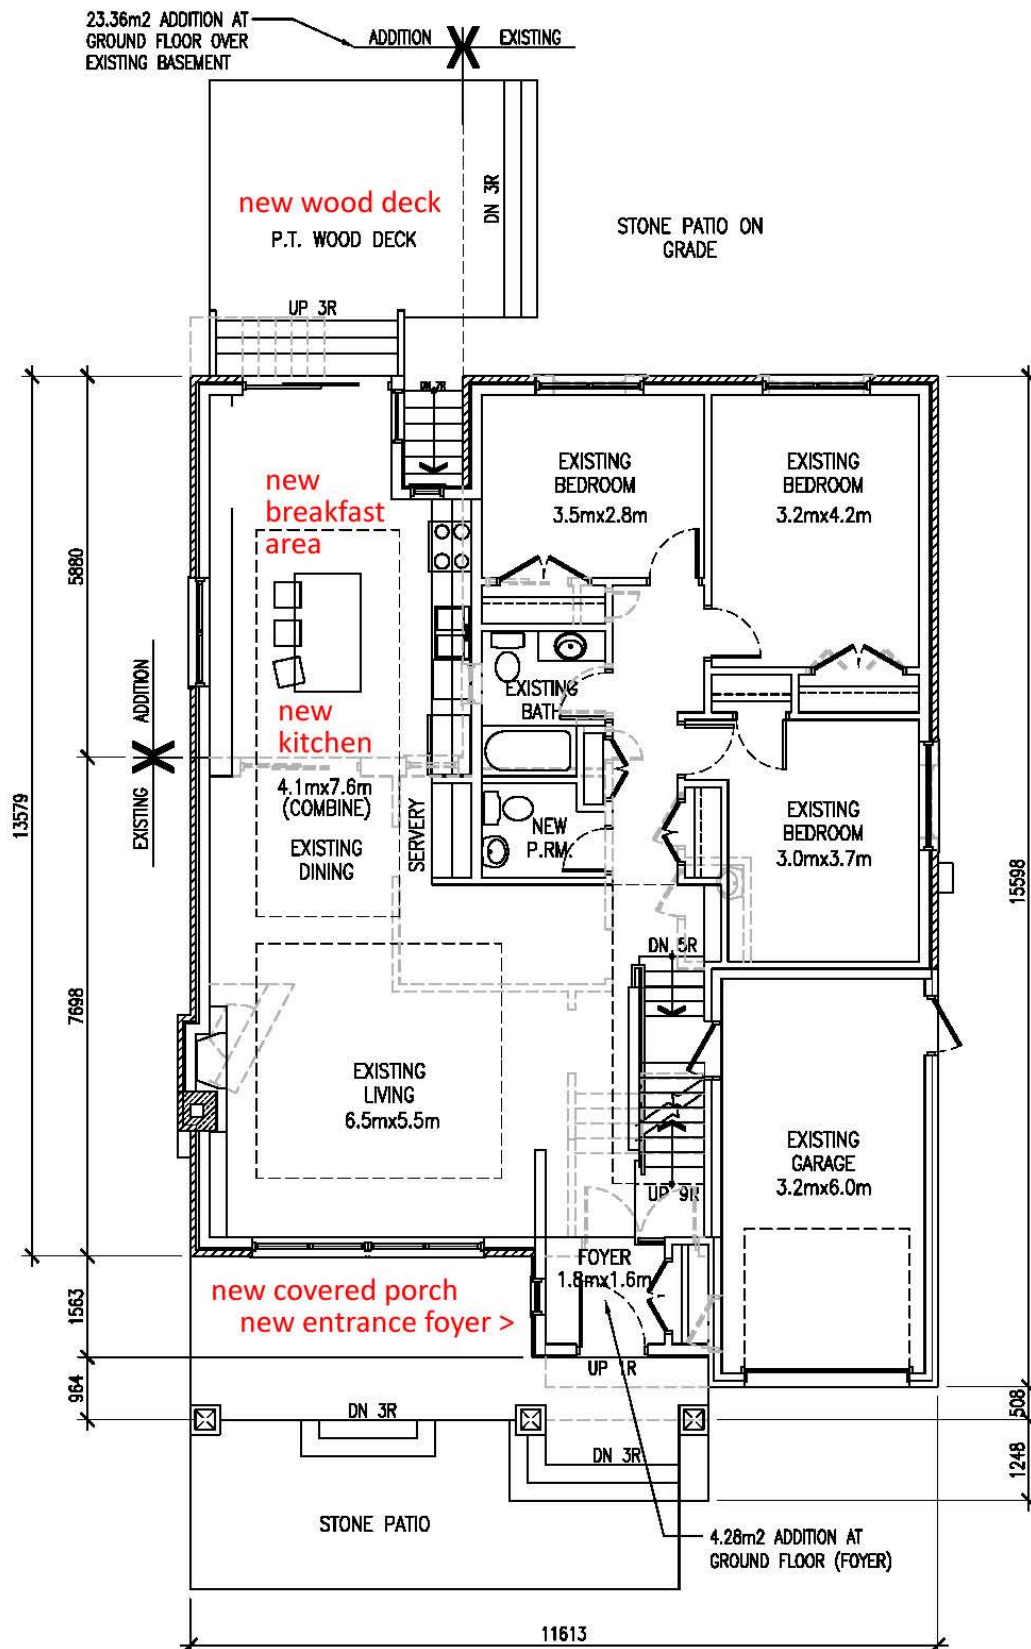 23.36m2 ADDITION AT
GROUND FLOOR OVER
EXISTING BASEMENT
ADDITION
EXISTING
new wood deck
P.T. WOOD DECK
DN 3R
STONE PATIO ON
GRADE
UP 3R
DN 7R
new
breakfast
area
EXISTING
BEDROOM
3.5mx2.8m
EXISTING
BEDROOM
3.2mx4.2m
5880
13579
ADDITION
EXISTING
new
kitchen
4.1mx7.6m
(COMBINE)
EXISTING
DINING
SERVERY
EXISTING
BATH
NEW
P.RM.
EXISTING
BEDROOM
3.0mx3.7m
15598
7698
DN 5R
EXISTING
LIVING
6.5mx5.5m
EXISTING
GARAGE
3.2mx6.0m
UP 9R
FOYER
1.8mx1.6m
new covered porch
new entrance foyer >
1563
UP 1R
964
DN 3R
DN 3R
508
1248
STONE PATIO
4.28m2 ADDITION AT
GROUND FLOOR (FOYER)
11613